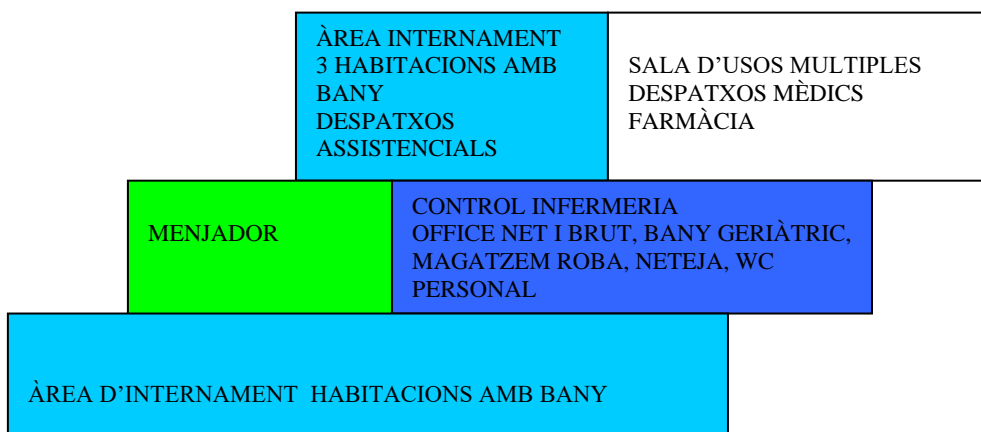 ÀREA INTERNAMENT
3 HABITACIONS AMB
BANY
DESPATXOS
ASSISTENCIALS
SALA D'USOS MULTIPLES
DESPATXOS MÈDICS
FARMÀCIA
MENJADOR
CONTROL INFERMERIA
OFFICE NET I BRUT, BANY GERIÀTRIC,
MAGATZEM ROBA, NETEJA, WC
PERSONAL
ÀREA D'INTERNAMENT  HABITACIONS AMB BANY